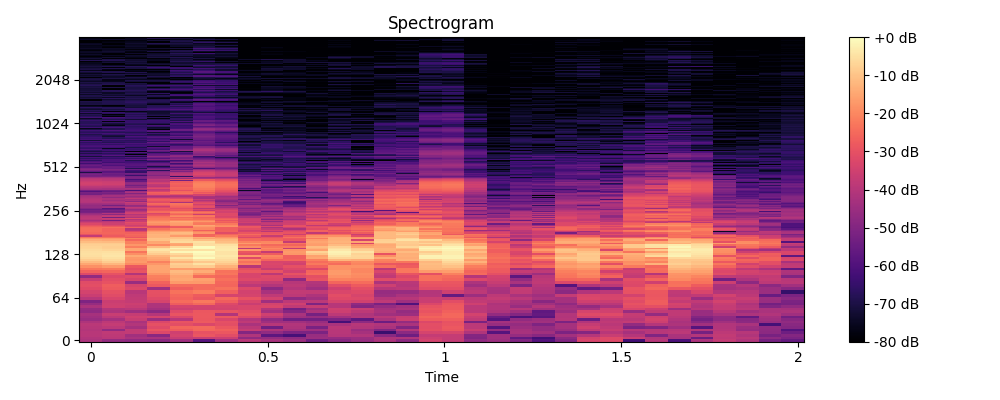 Spectrogram
Hz
2048
1024
512
256
128
64
0
0
0.5
1
1.5
2
Time
+0 dB
-10 dB
-20 dB
-30 dB
-40 dB
-50 dB
-60 dB
-70 dB
-80 dB